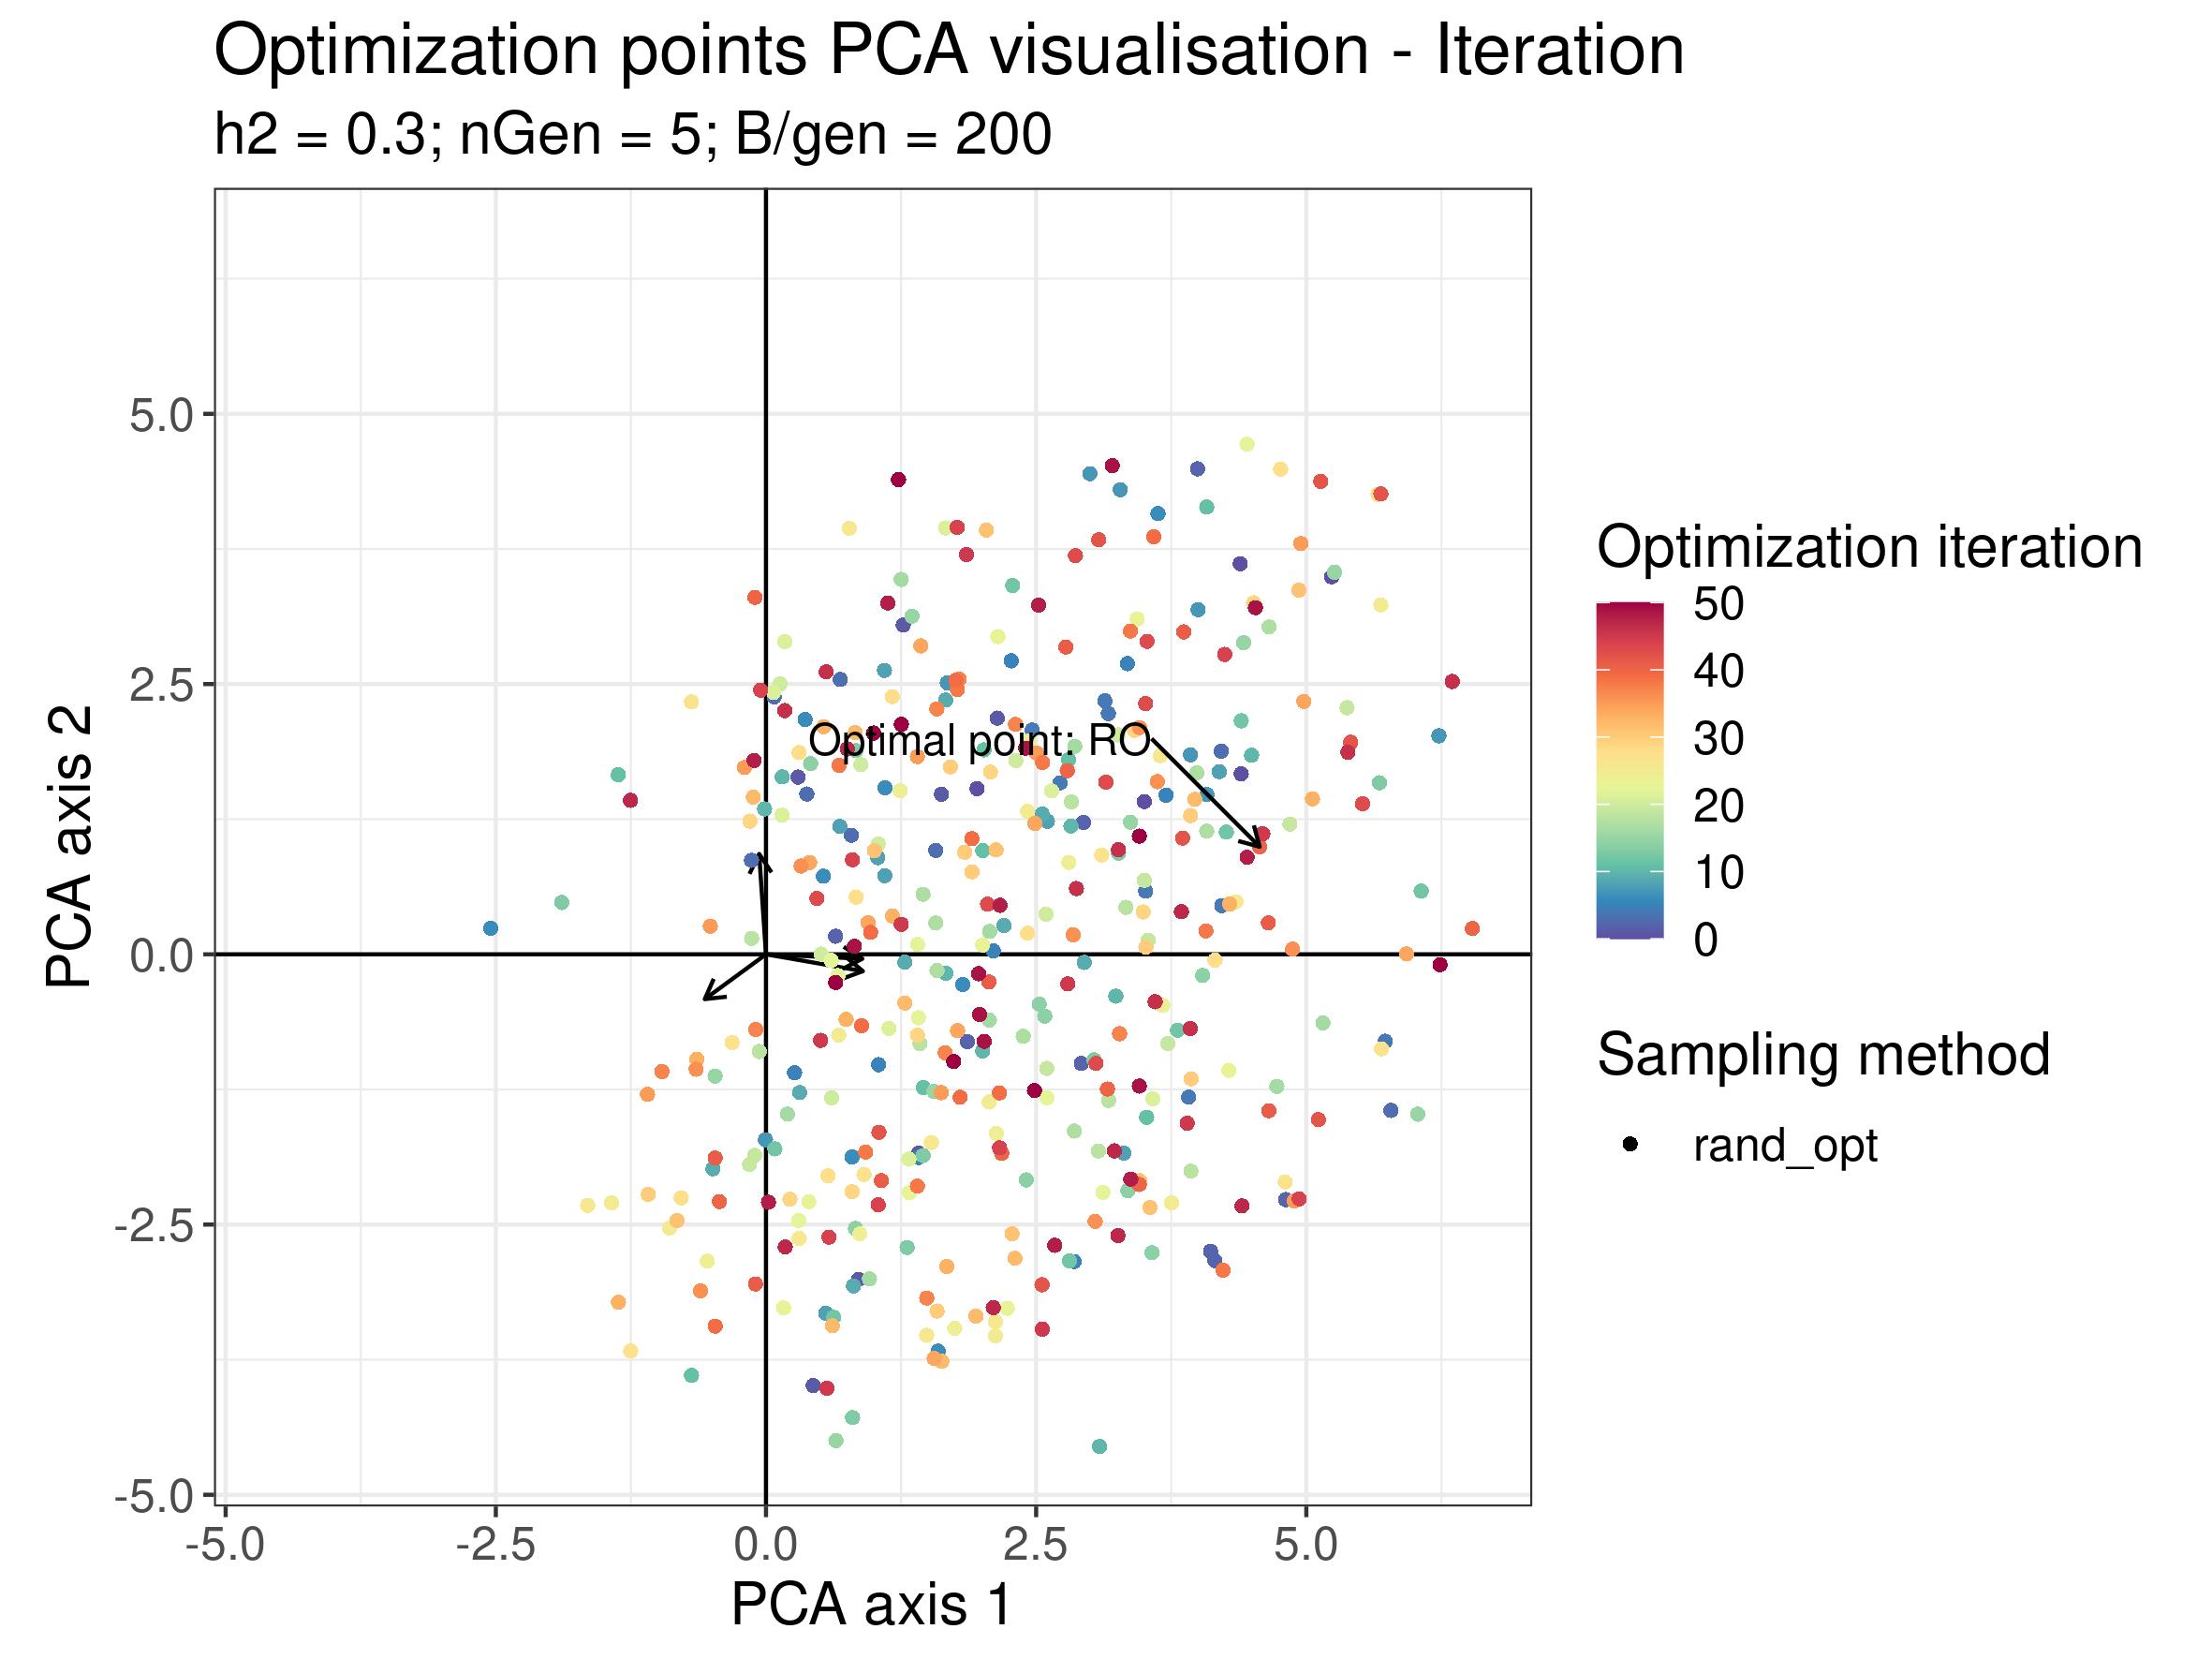 Optimization points PCA visualisation - Iteration
h2 = 0.3; nGen = 5; B/gen = 200
PCA axis 2
5.0
2.5
0.0
-2.5
-5.0
Optimal point: RO
-5.0
-2.5
0.0
2.5
5.0
PCA axis 1
Optimization iteration
50
40
30
20
10
0
Sampling method
rand_opt